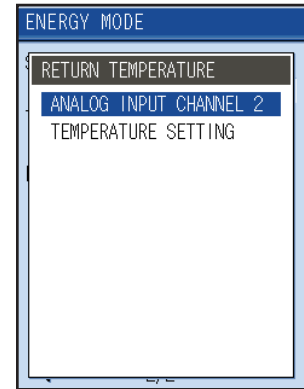 ENERGY MODE
RETURN TEMPERATURE
ANALOG INPUT CHANNEL 2
TEMPERATURE SETTING